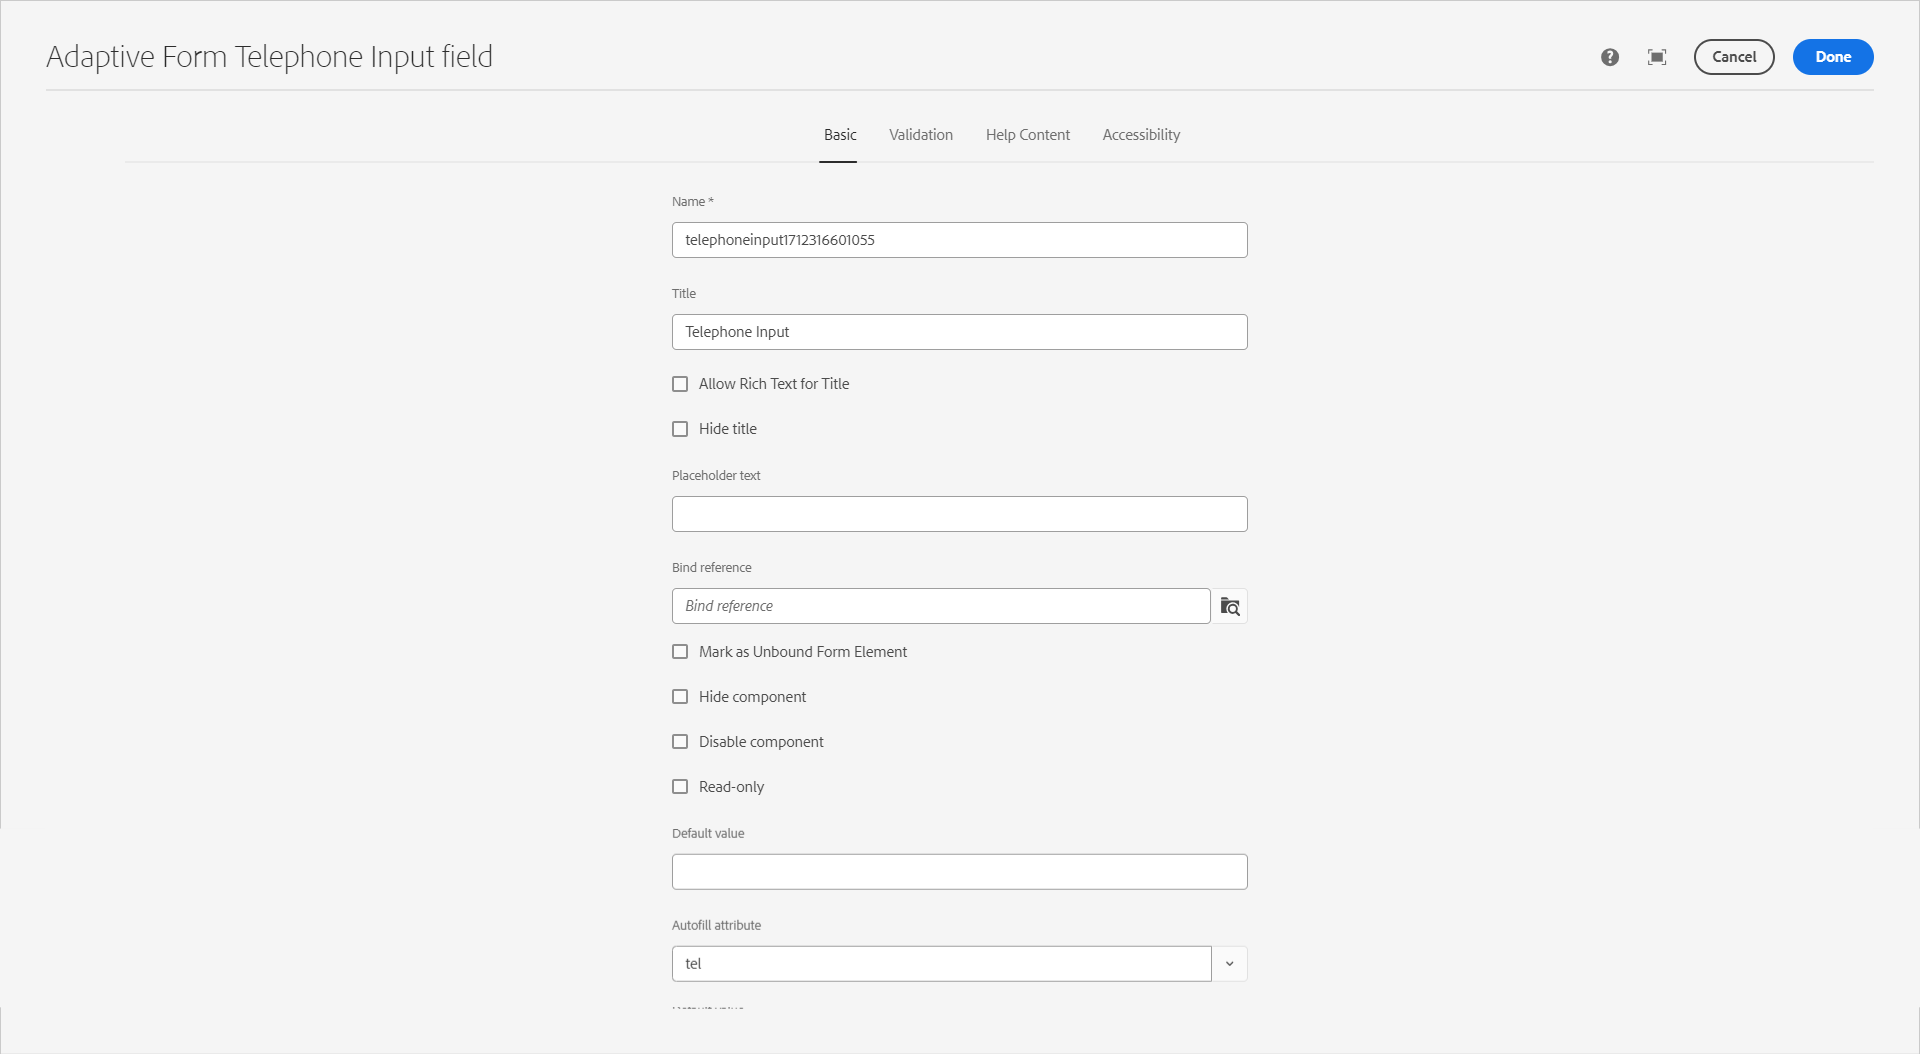 Adaptive Form Telephone Input field
Cancel
Done
Basic
Validation
Help Content
Accessibility
Name *
telephoneinput1712316601055
Title
Telephone Input
Allow Rich Text for Title
Hide title
Placeholder text
Bind reference
Bind reference
Mark as Unbound Form Element
Hide component
Disable component
Read-only
Default value
Autofill attribute
tel